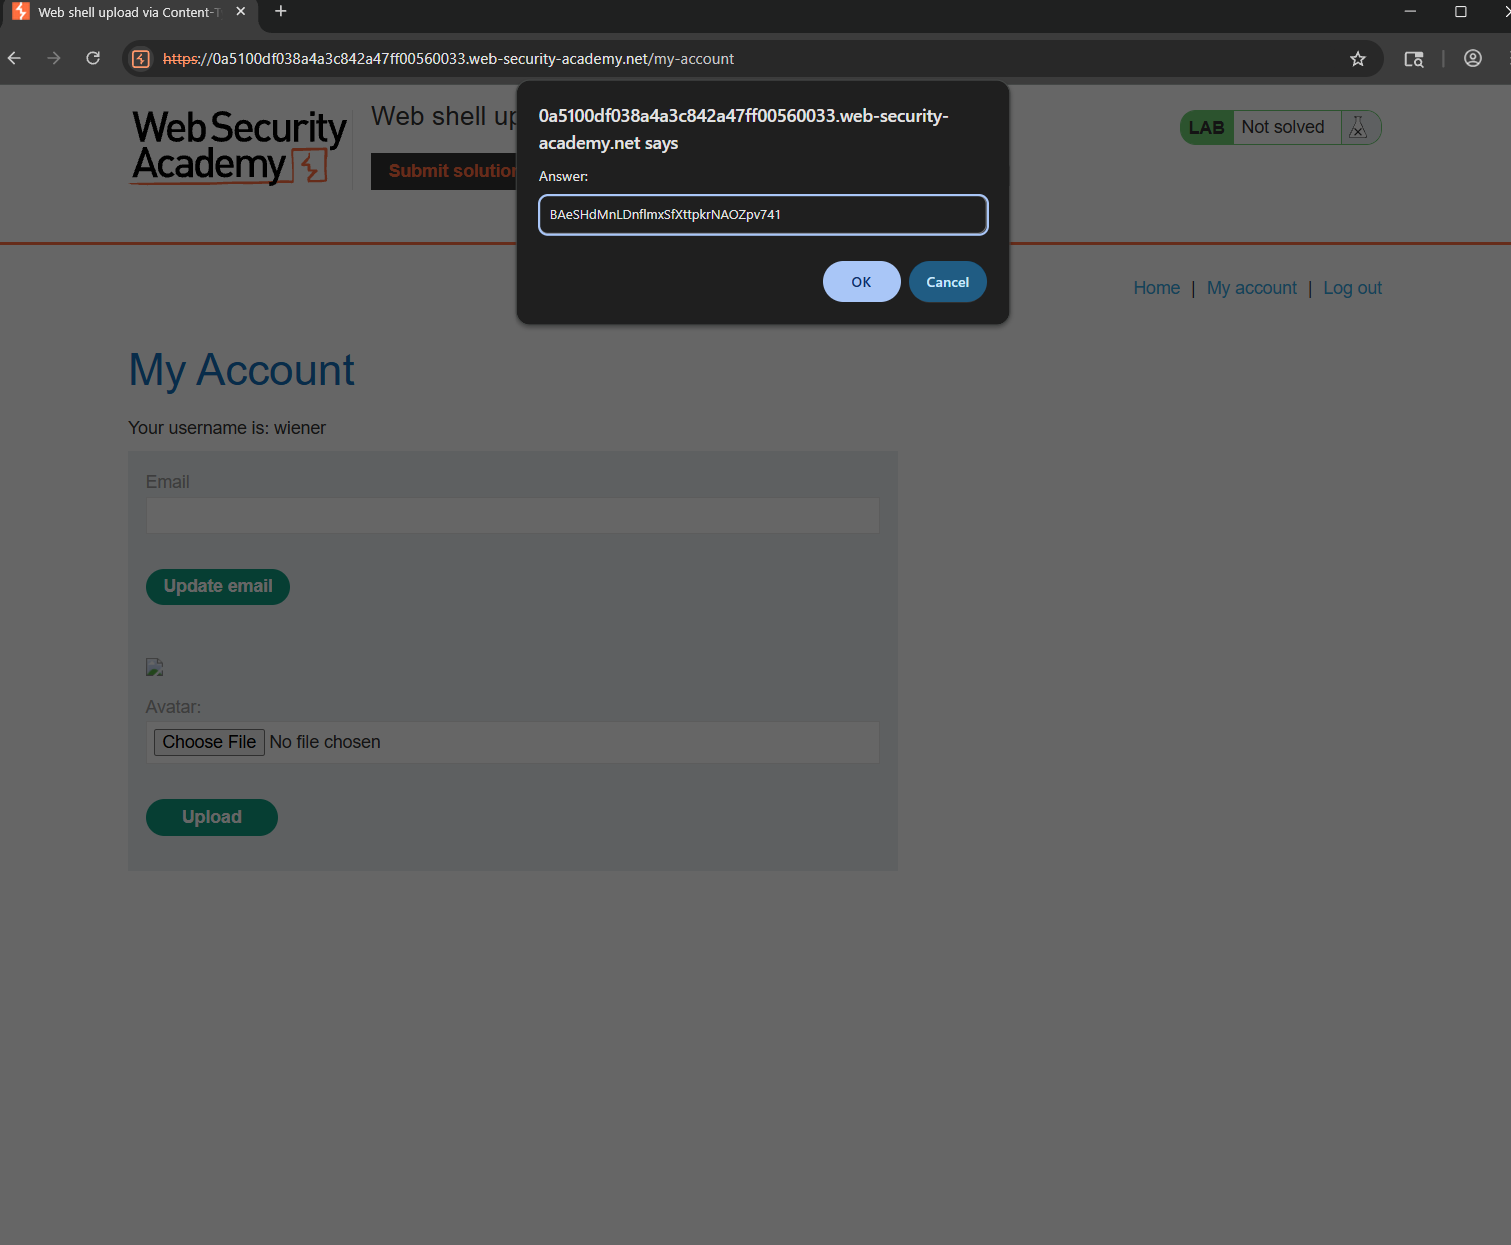 Web shell upload via Content-T
https://0a5100df038a4a3c842a47ff00560033.web-security-academy.net/my-account
Web Security
Academy
Web shell up
Submit solution
LAB Not solved
0a5100df038a4a3c842a47ff00560033.web-security-
academy.net says
Answer:
BAeSHdMnLDnflmxSfXttpkrNAOZpv741
OK Cancel
Home | My account | Log out
My Account
Your username is: wiener
Email
Update email
Avatar:
Choose File No file chosen
Upload